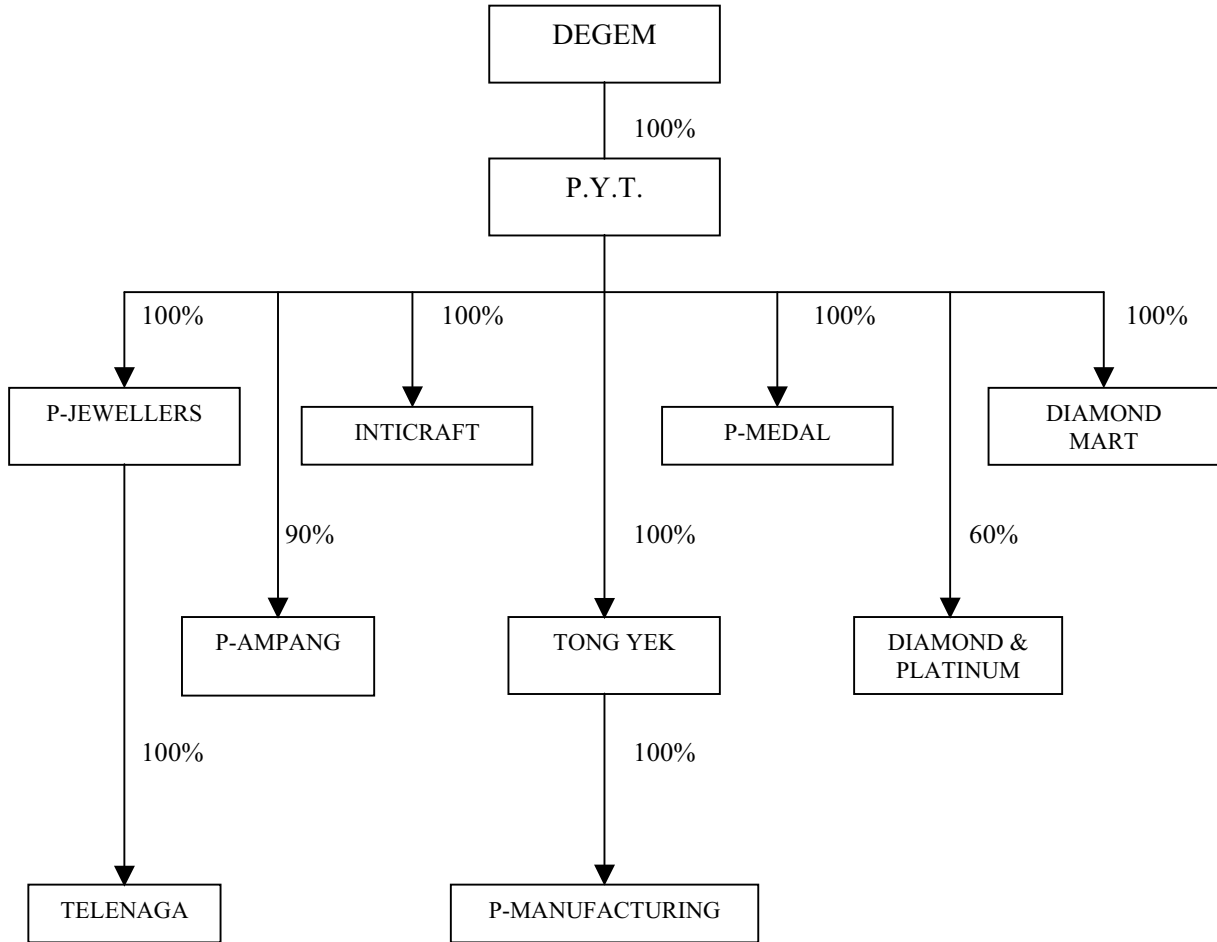 DEGEM
100%
P.Y.T.
100%
100%
100%
100%
P-JEWELLERS
INTICRAFT
P-MEDAL
DIAMOND
MART
90%
100%
60%
P-AMPANG
TONG YEK
DIAMOND &
PLATINUM
100%
100%
TELENAGA
P-MANUFACTURING